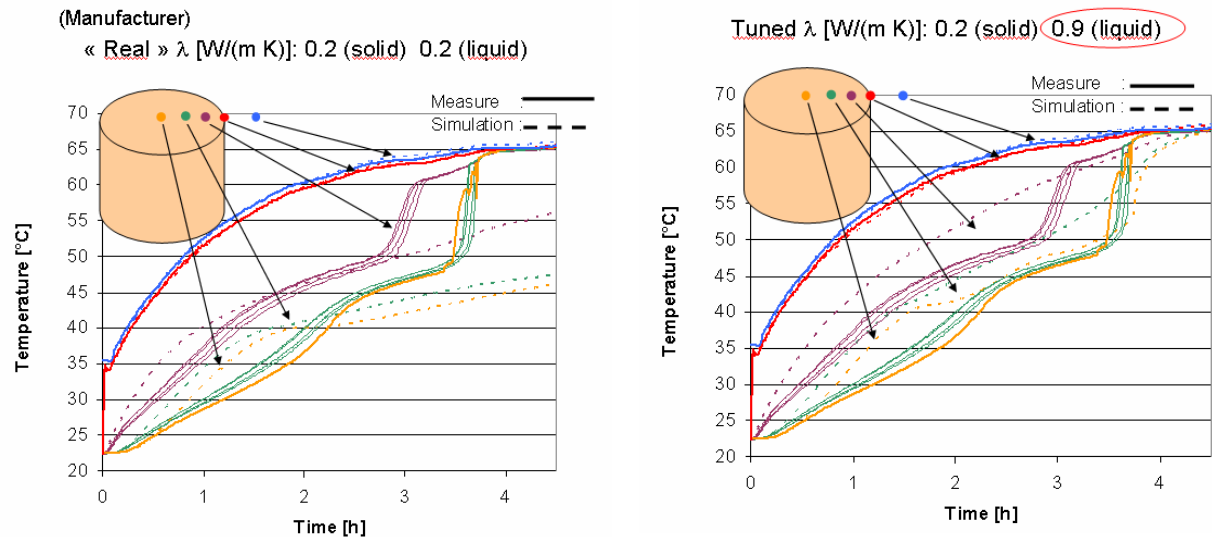 (Manufacturer)
« Real » λ [W/(m K)]: 0.2 (solid) 0.2 (liquid)
Measure :
Simulation :
70
65
60
55
50
45
40
35
30
25
20
Temperature [°C]
0 1 2 3 4
Time [h]
Tuned λ [W/(m K)]: 0.2 (solid) 0.9 (liquid)
Measure :
Simulation :
70
65
60
55
50
45
40
35
30
25
20
Temperature [°C]
0 1 2 3 4
Time [h]